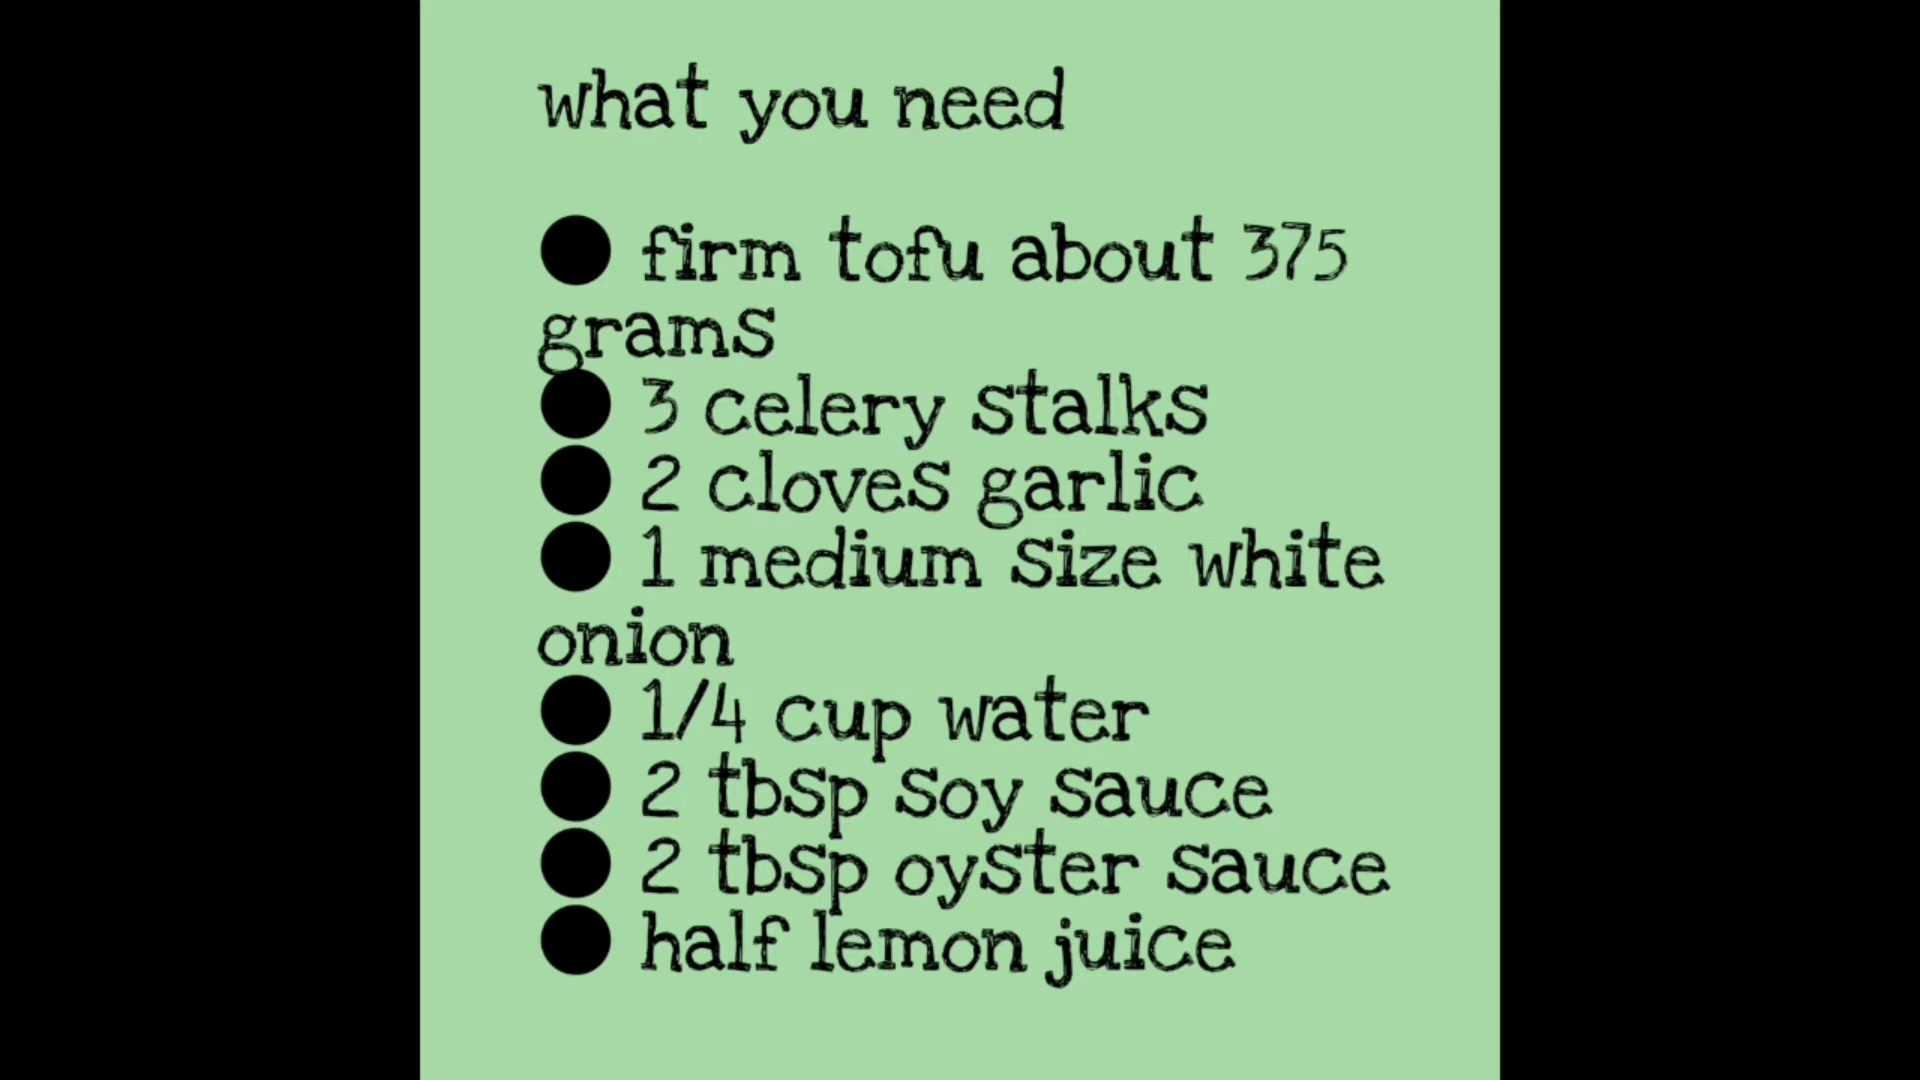 what you need
● firm tofu about 375
grams
● 3 celery stalks
● 2 cloves garlic
● 1 medium size white
onion
● 1/4 cup water
● 2 tbsp soy sauce
● 2 tbsp oyster sauce
● half lemon juice